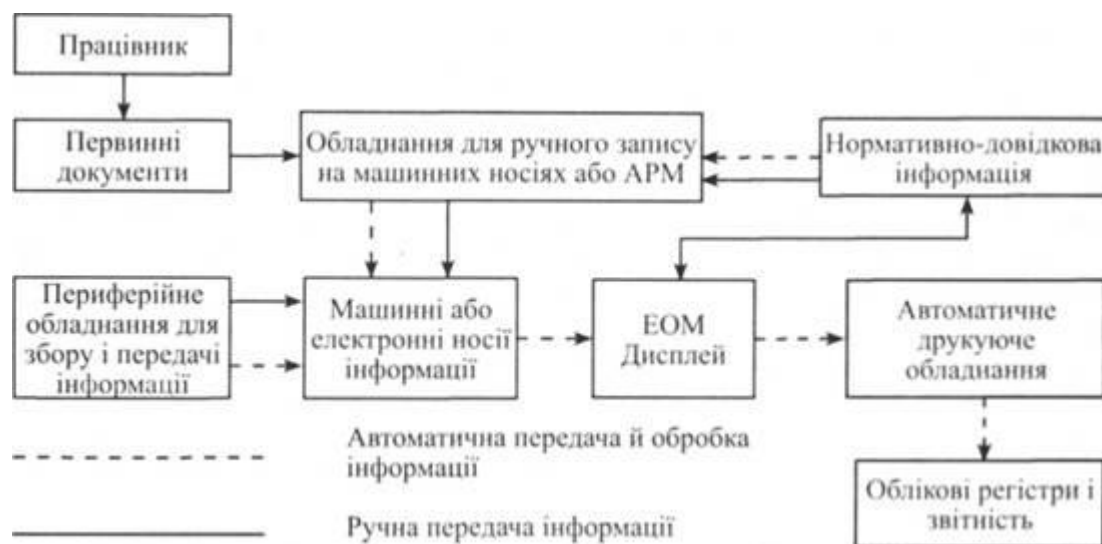 Працівник
Первинні
документи
Обладнання для ручного запису
на машинних носіях або АРМ
Нормативно-довідкова
інформація
Периферійне
обладнання для
збору і передачі
інформації
Машинні або
електронні носії
інформації
ЕОМ
Дисплей
Автоматичне
друкуюче
обладнання
Автоматична передача й обробка
інформації
Ручна передача інформації
Облікові регістри і
звітність